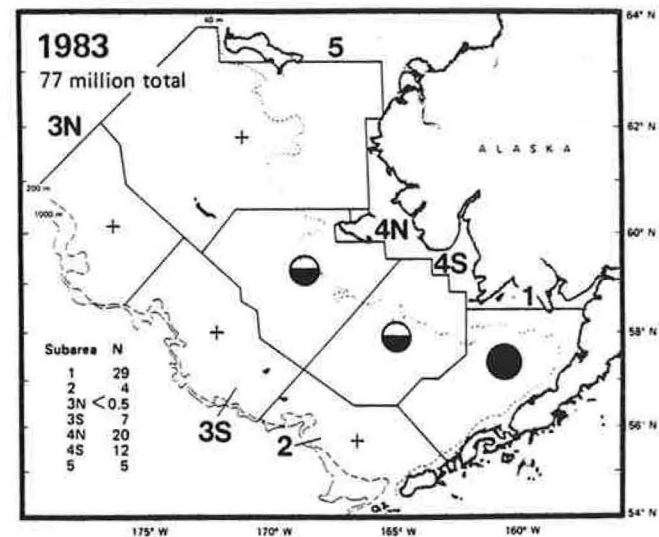 64° N
40 m
1983
5
77 million total
3N
62
A L A S K A
200 m
1000 m
4N
60
4S
1
58
Subarea N
1 29
2 4
3N <0.5
3S 7
4N 20
4S 12
5 5
56
3S
2
54° N
175° W
170° W
165° W
160° W